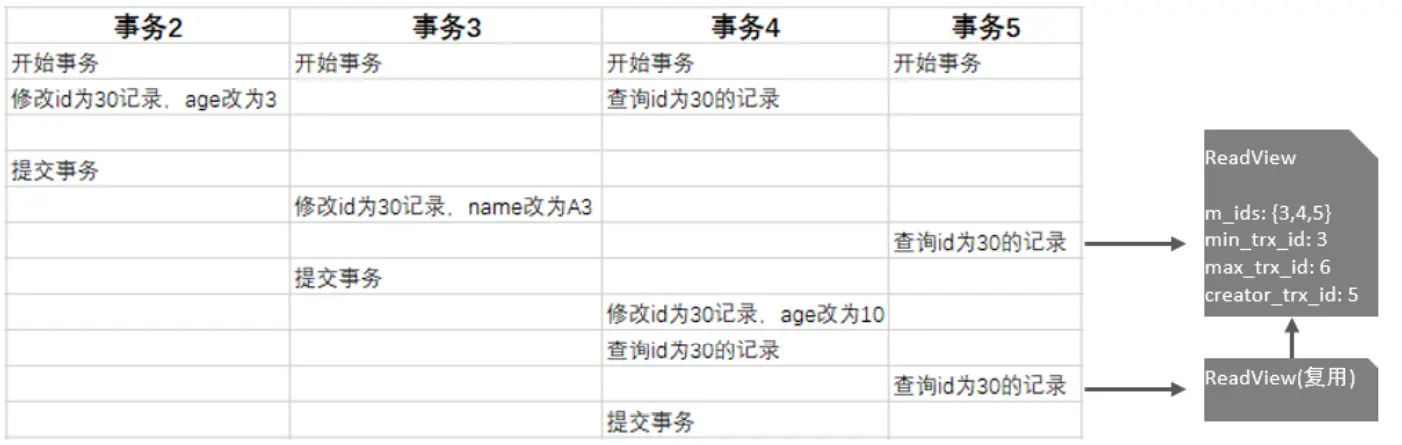 事务2 事务3 事务4 事务5
开始事务 开始事务 开始事务 开始事务
修改id为30记录，age改为3 查询id为30的记录
提交事务
修改id为30记录，name改为A3
查询id为30的记录
提交事务
修改id为30记录，age改为10
查询id为30的记录
查询id为30的记录
提交事务
ReadView
m_ids: {3,4,5}
min_trx_id: 3
max_trx_id: 6
creator_trx_id: 5
ReadView(复用)